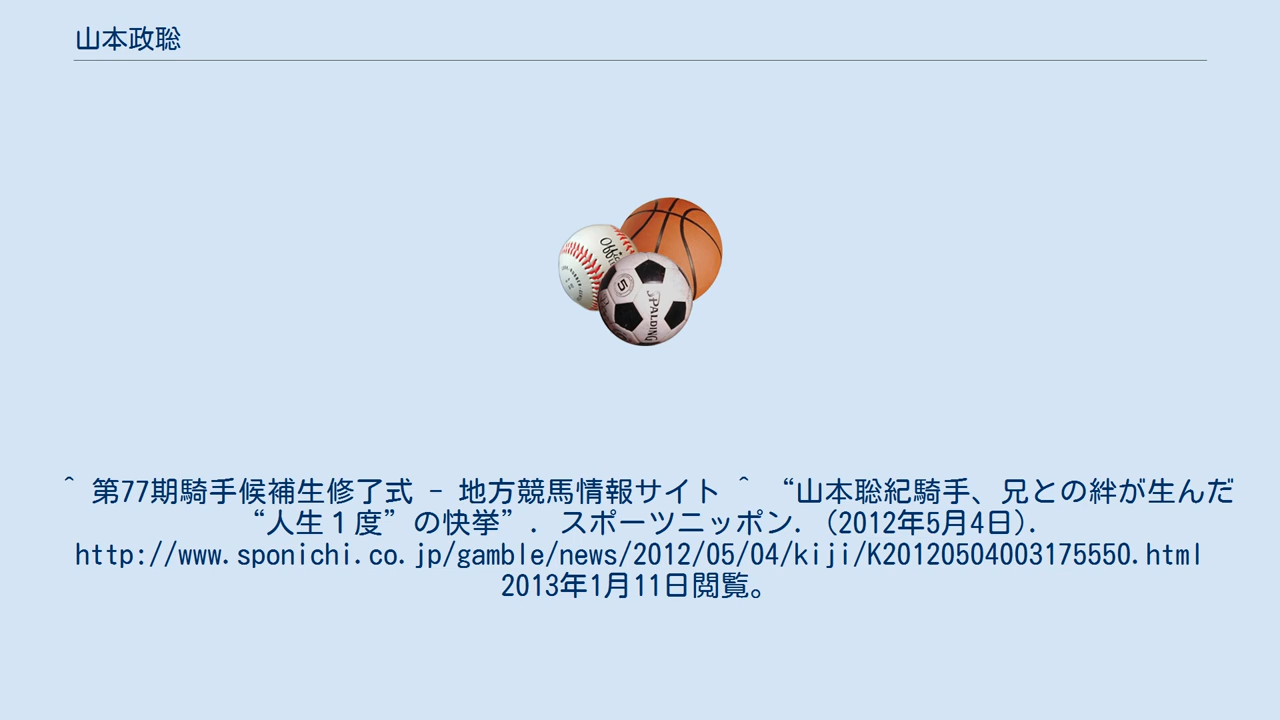 山本政聡
Offic
5
SPALDING
^ 第77期騎手候補生修了式 - 地方競馬情報サイト ^ “山本聡紀騎手、兄との絆が生んだ
“人生１度”の快挙”. スポーツニッポン. (2012年5月4日).
http://www.sponichi.co.jp/gamble/news/2012/05/04/kiji/K20120504003175550.html
2013年1月11日閲覧。